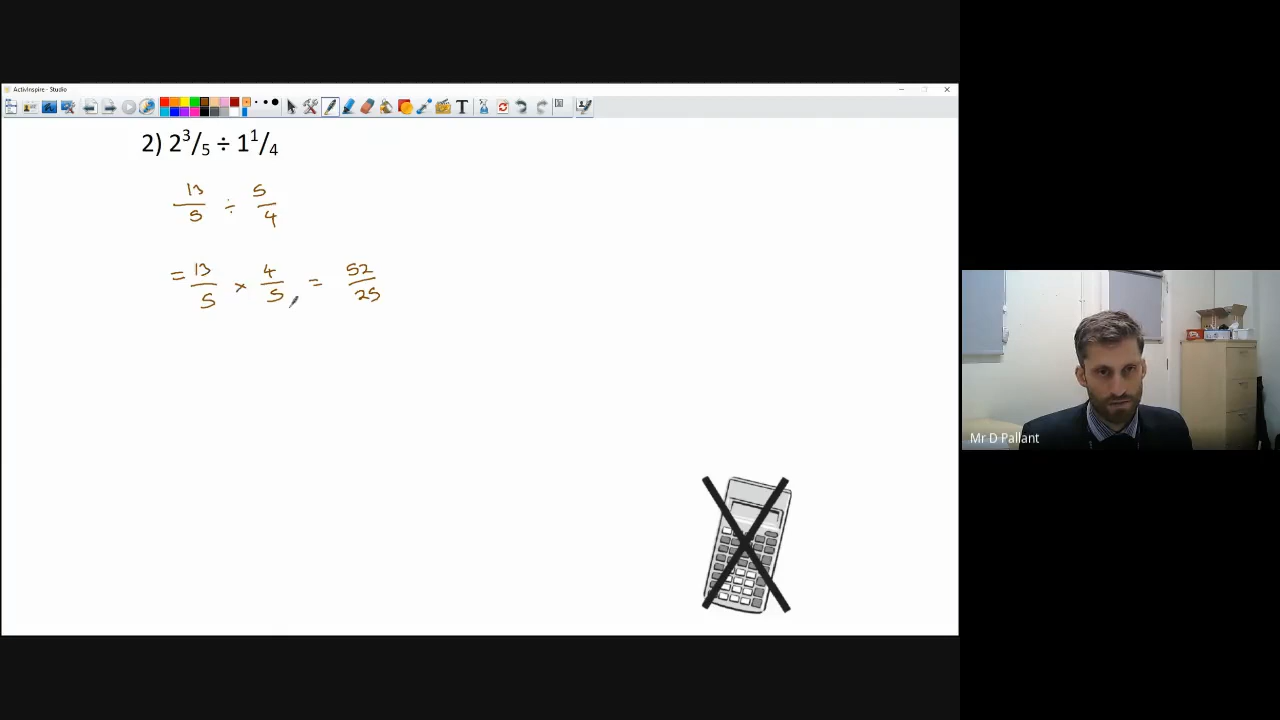 ActivInspire - Studio
2) 2³/₅ ÷ 1¹/₄
13/5 ÷ 5/4
= 13/5 × 4/5 = 52/25
Mr D Pallant